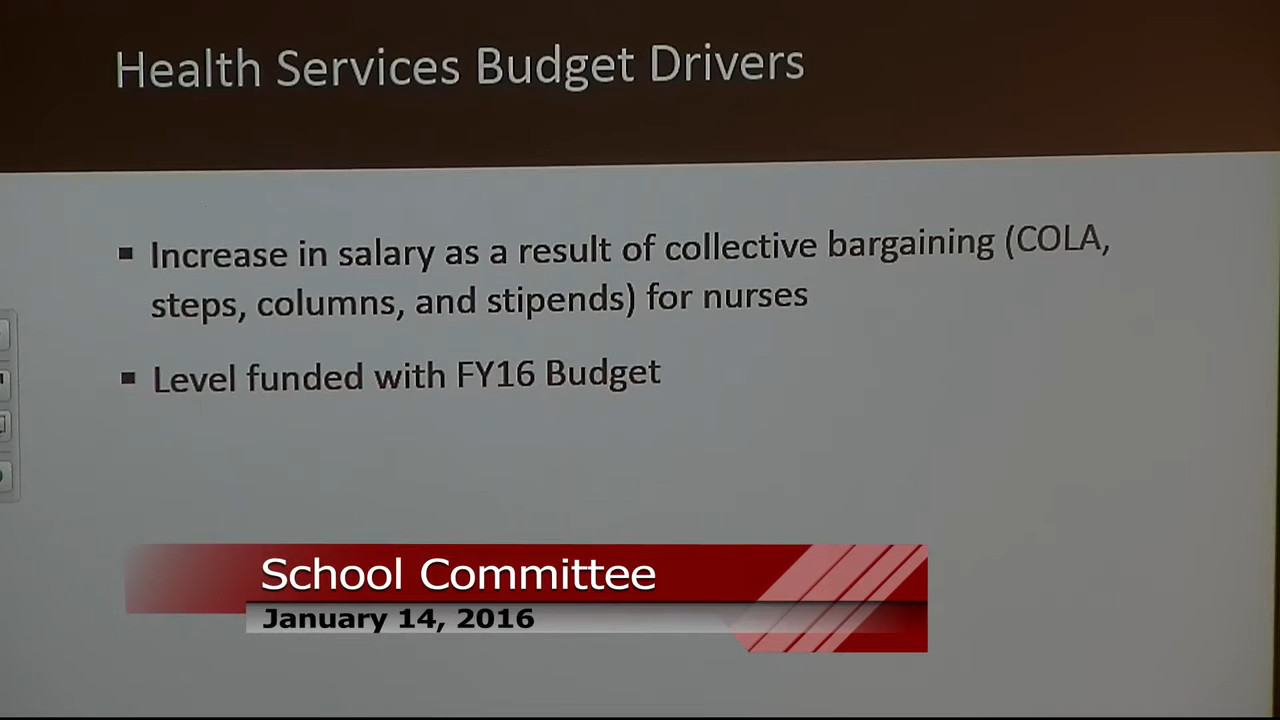 Health Services Budget Drivers
▪ Increase in salary as a result of collective bargaining (COLA,
steps, columns, and stipends) for nurses
▪ Level funded with FY16 Budget
School Committee
January 14, 2016